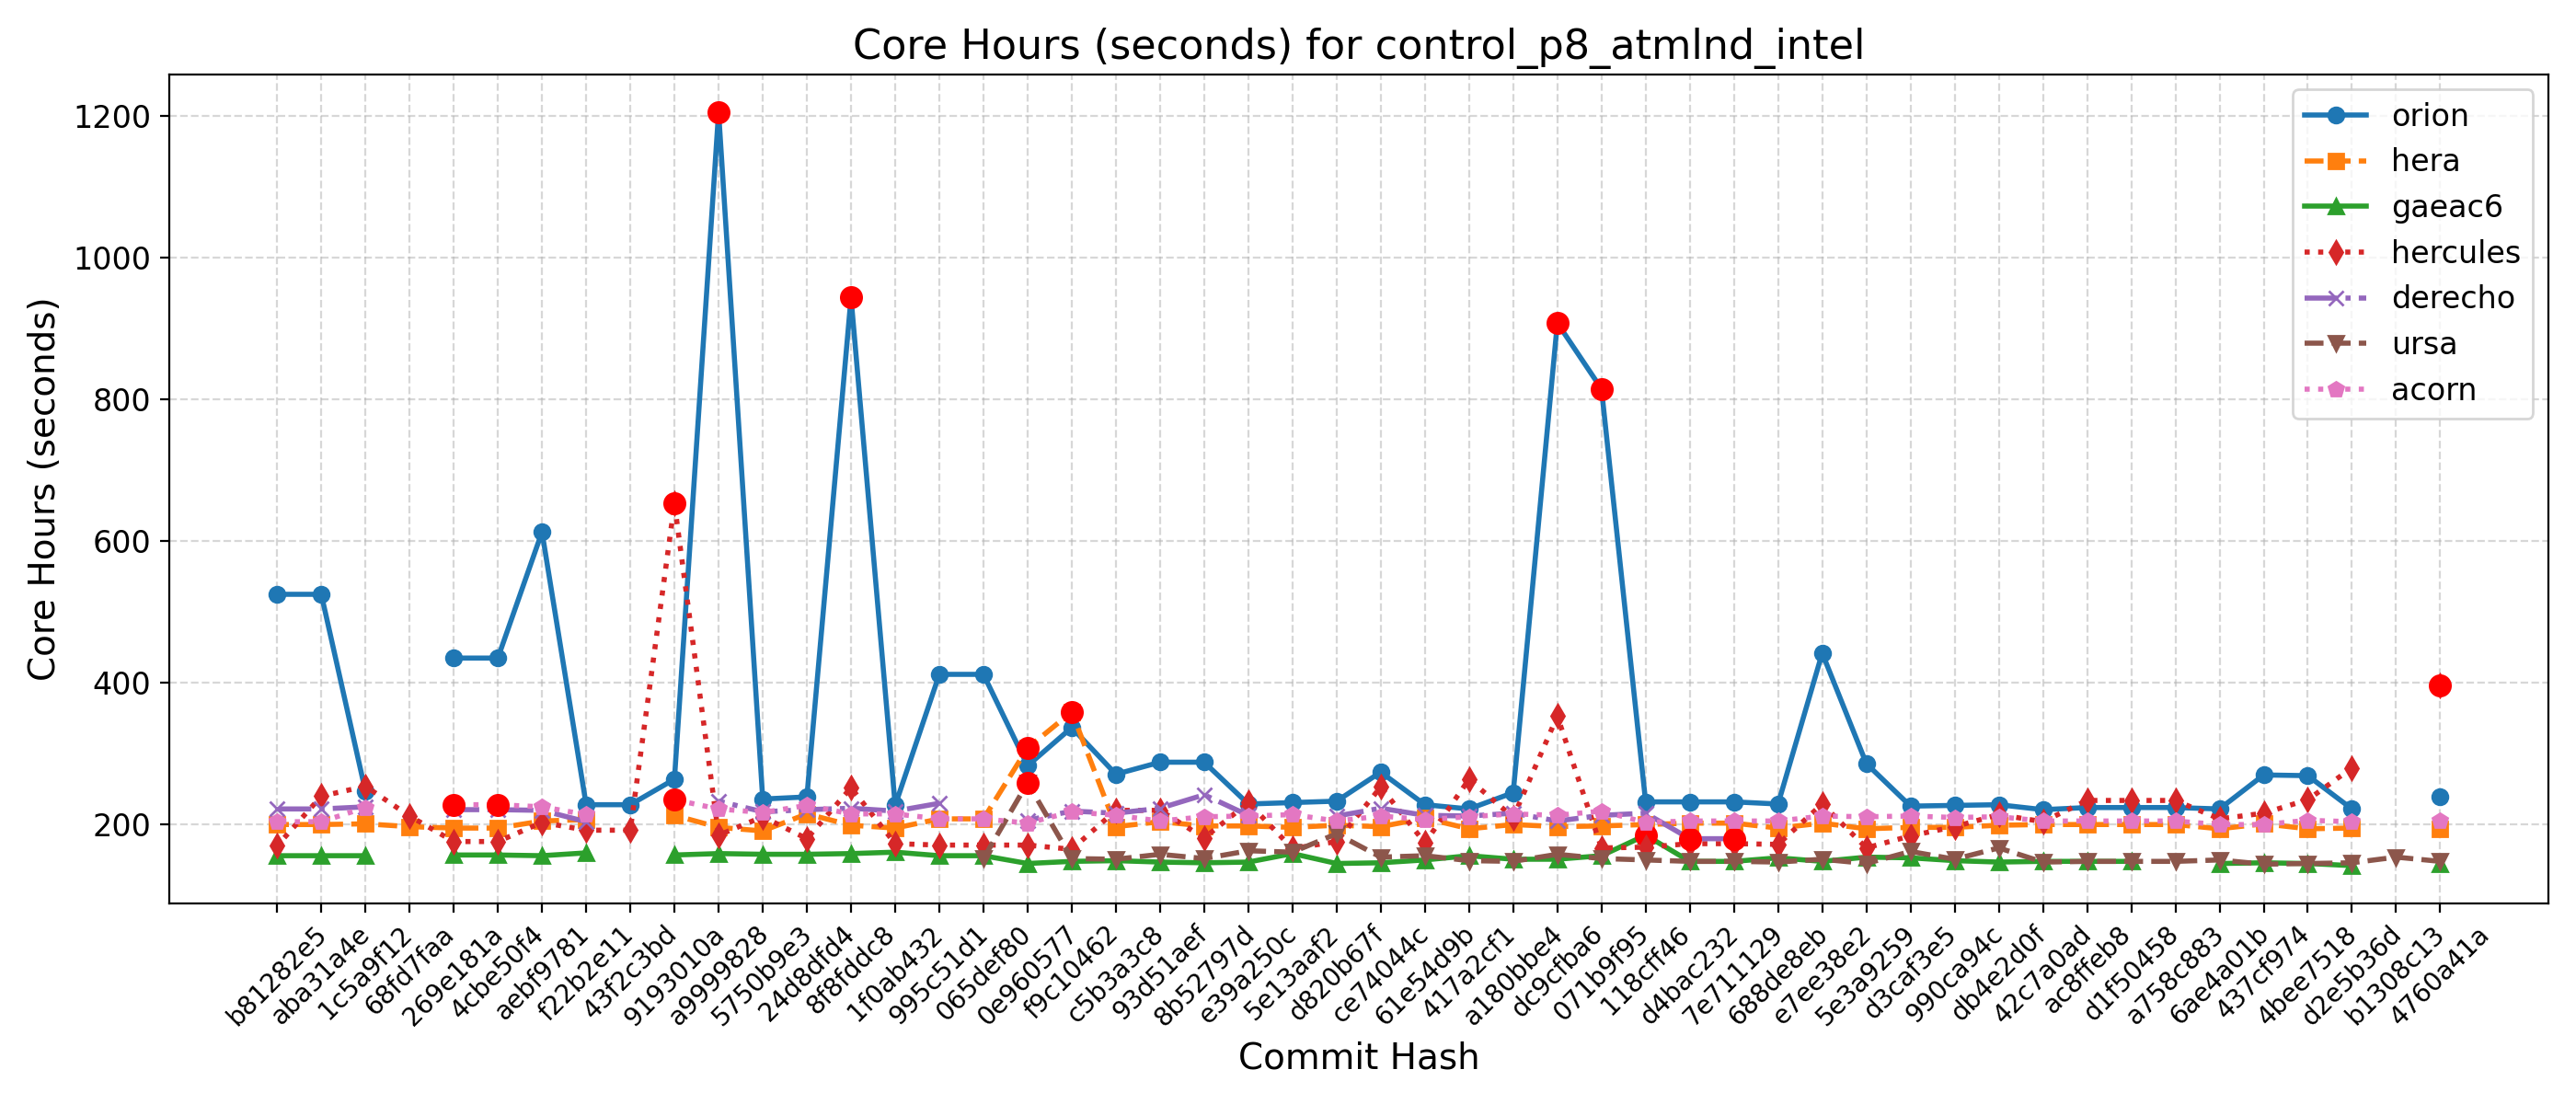 Core Hours (seconds) for control_p8_atmlnd_intel
Core Hours (seconds)
1200
1000
800
600
400
200
orion
hera
gaeac6
hercules
derecho
ursa
acorn
b81282e5
aba31a4e
1c5a9f12
68fd7faa
269e181a
4cbe50f4
aebf9781
f22b2e11
43f2c3bd
9193010a
a9999828
5750b9e3
24d8dfd4
8f8fddc8
1f0ab432
995c51d1
065def80
0e960577
f9c10462
c5b3a3c8
93d51aef
8b52797d
e39a250c
5e13aaf2
d820b67f
ce74044c
61e54d9b
417a2cf1
a180bbe4
dc9cfba6
071b9f95
118cff46
d4bac232
7e711129
688de8eb
e7ee38e2
5e3a9259
d3caf3e5
990ca94c
db4e2d0f
42c7a0ad
ac8ffeb8
d1f50458
a758c883
6ae4a01b
437cf974
4bee7518
d2e5b36d
b1308c13
4760a41a
Commit Hash